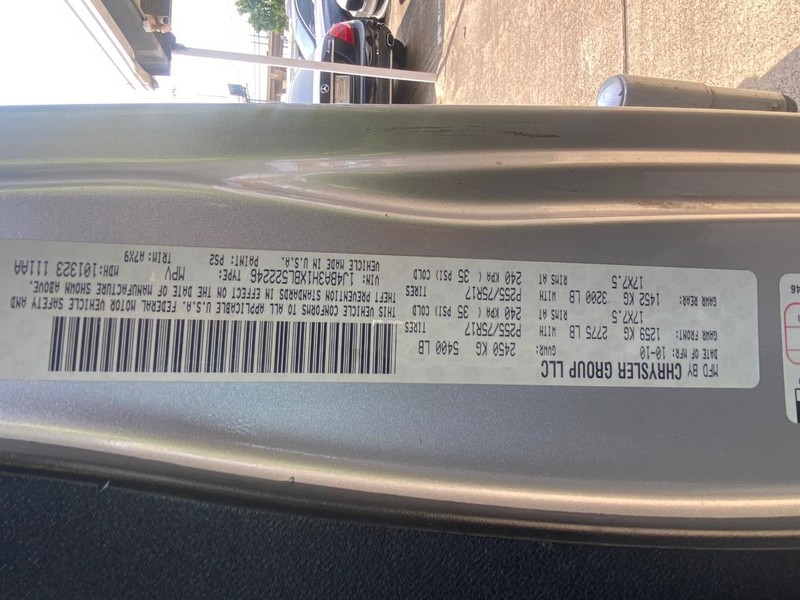 MFD BY CHRYSLER GROUP LLC
DATE OF MFR: 10-10 GVWR: 2450 KG 5400 LB
GAWR FRONT: 1259 KG 2775 LB WITH P255/75R17 TIRES
17X7.5 RIMS AT 240 KPA( 35 PSI) COLD
GAWR REAR: 1452 KG 3200 LB WITH P255/75R17 TIRES
17X7.5 RIMS AT 240 KPA( 35 PSI) COLD
THIS VEHICLE CONFORMS TO ALL APPLICABLE FEDERAL MOTOR VEHICLE SAFETY AND
THEFT PREVENTION STANDARDS IN EFFECT ON THE DATE OF MANUFACTURE SHOWN ABOVE.
VIN: 1J4BA3H1XBL522246 TYPE: MPV MDH:101323 111AA
VEHICLE MADE IN U.S.A. PAINT: PS2 TRIM: A7X9
46